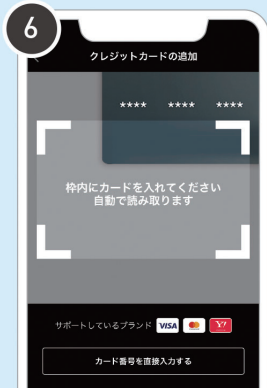 6
クレジットカードの追加
**** **** ****
枠内にカードを入れてください
自動で読み取ります
サポートしているブランド VISA Y!
カード番号を直接入力する